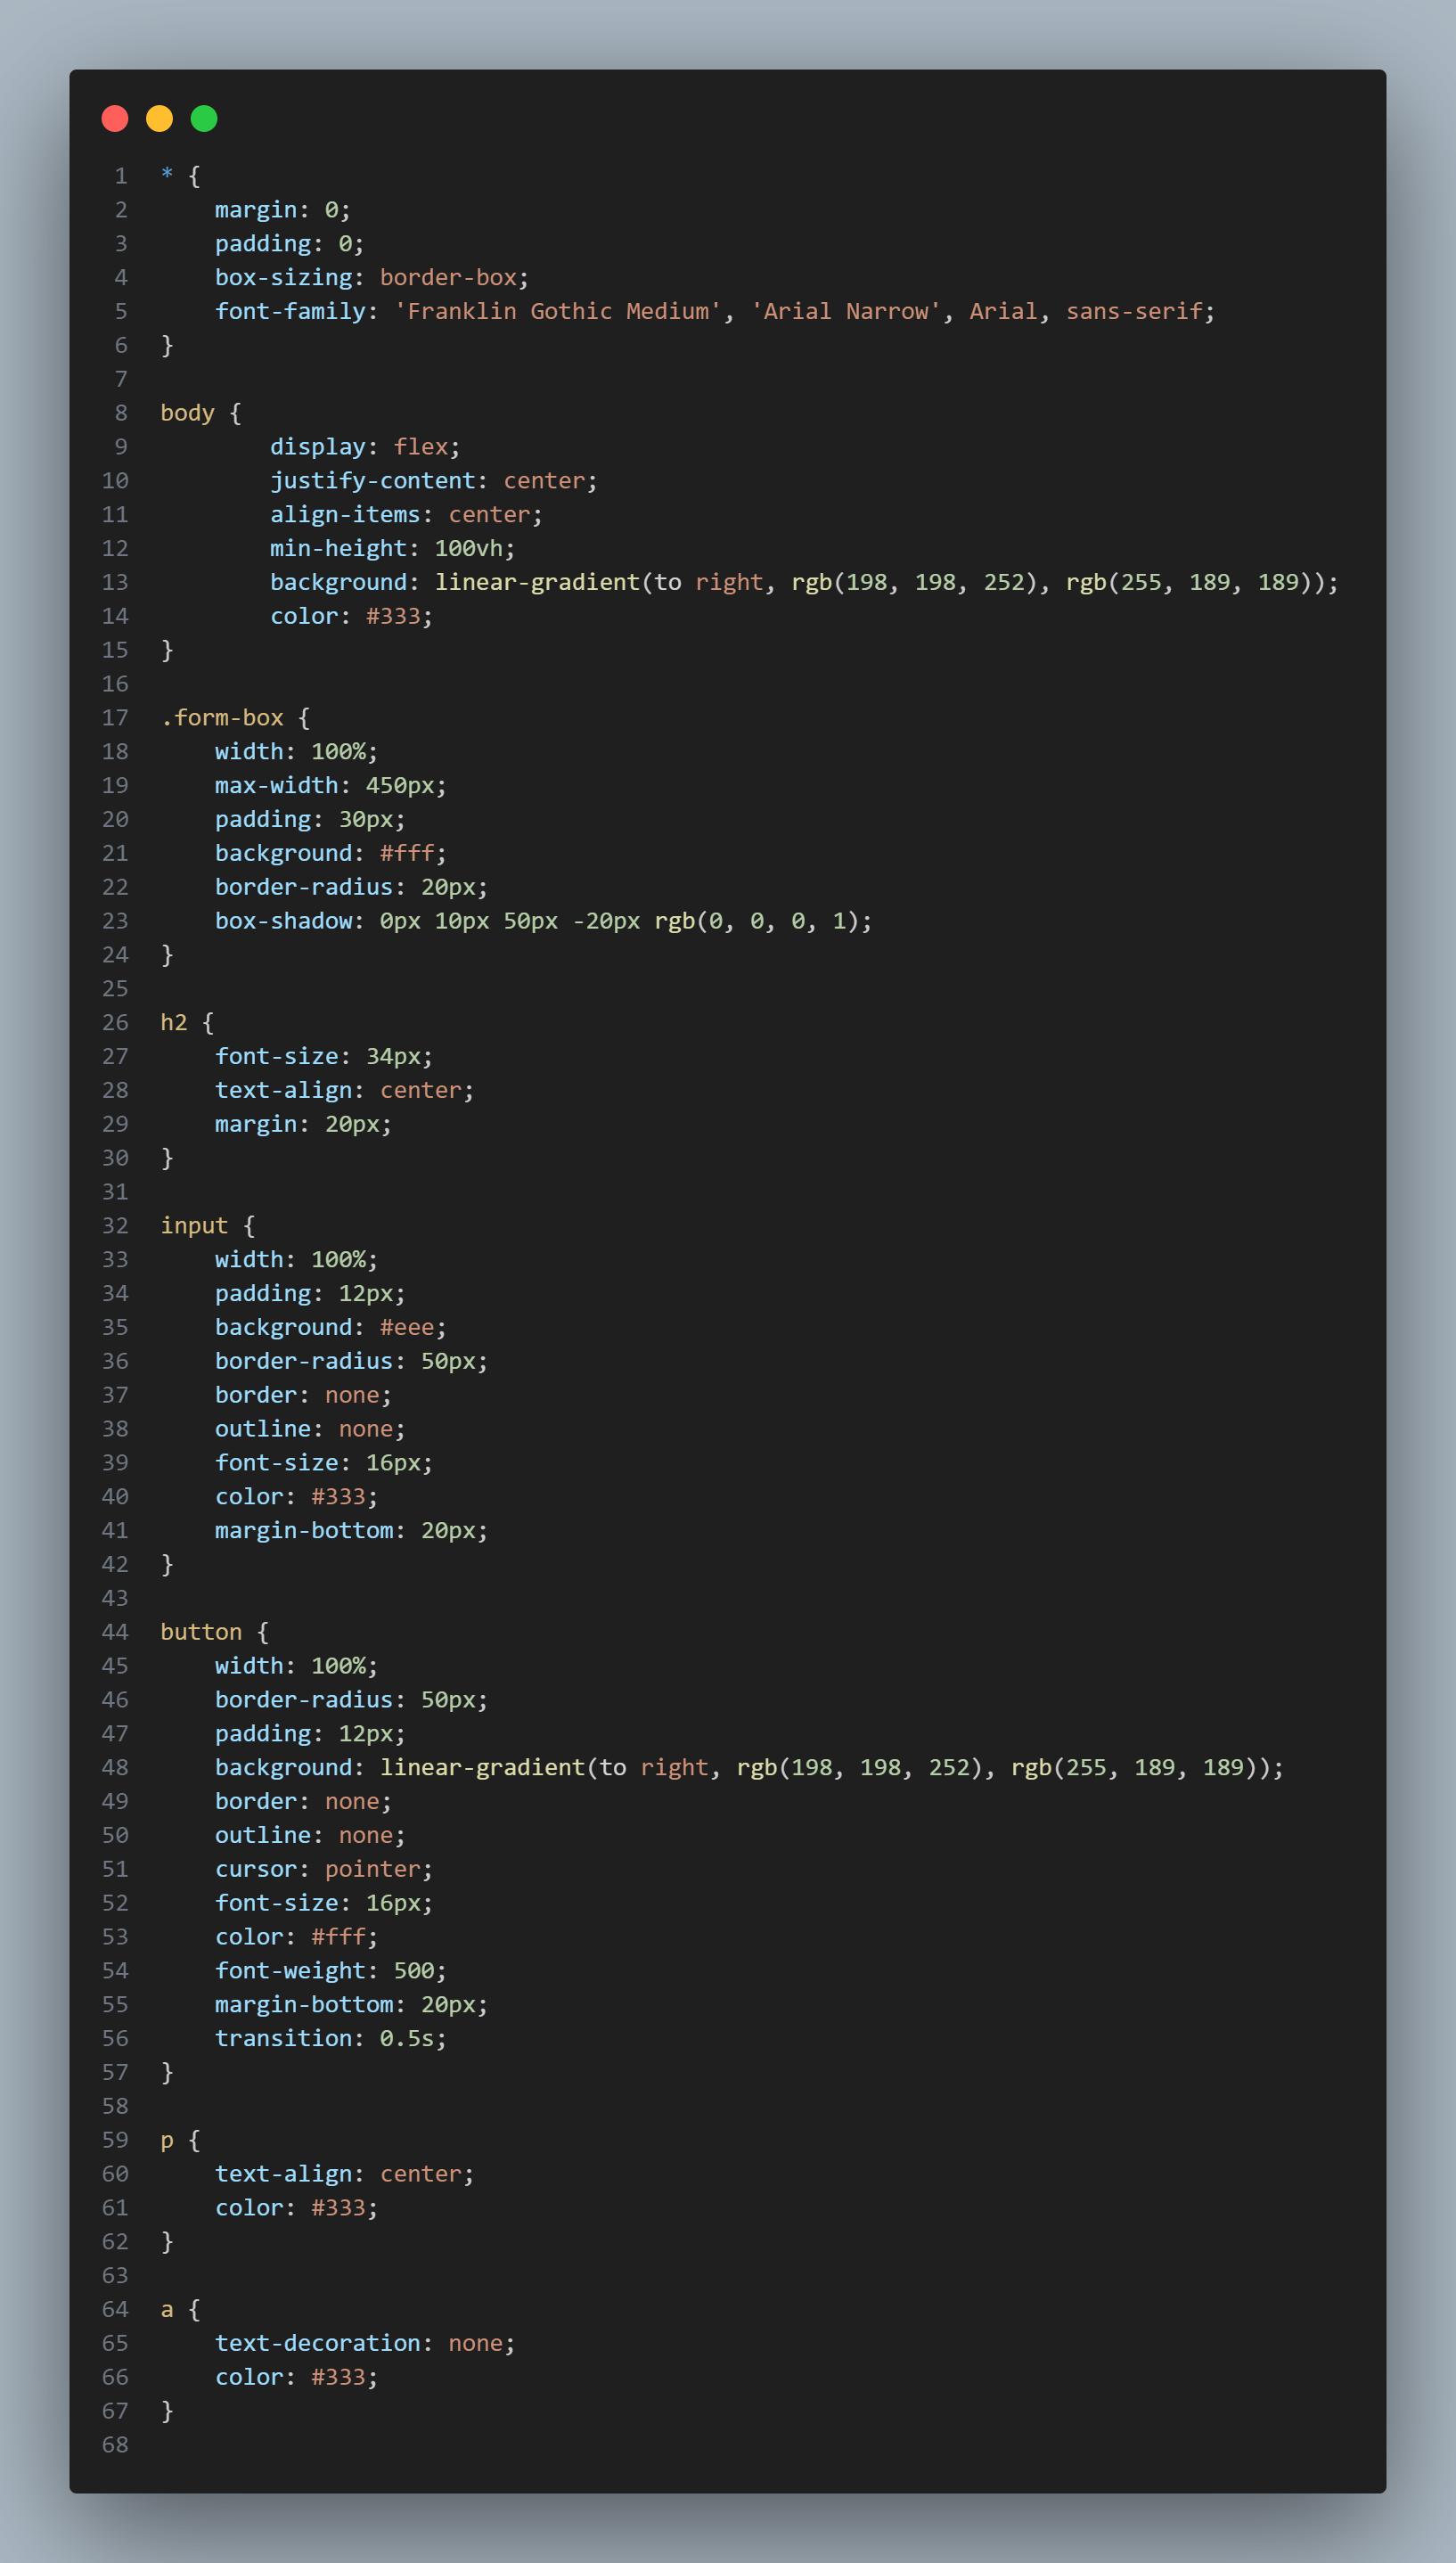 1 * {
2     margin: 0;
3     padding: 0;
4     box-sizing: border-box;
5     font-family: 'Franklin Gothic Medium', 'Arial Narrow', Arial, sans-serif;
6 }
7
8 body {
9         display: flex;
10         justify-content: center;
11         align-items: center;
12         min-height: 100vh;
13         background: linear-gradient(to right, rgb(198, 198, 252), rgb(255, 189, 189));
14         color: #333;
15 }
16
17 .form-box {
18     width: 100%;
19     max-width: 450px;
20     padding: 30px;
21     background: #fff;
22     border-radius: 20px;
23     box-shadow: 0px 10px 50px -20px rgb(0, 0, 0, 1);
24 }
25
26 h2 {
27     font-size: 34px;
28     text-align: center;
29     margin: 20px;
30 }
31
32 input {
33     width: 100%;
34     padding: 12px;
35     background: #eee;
36     border-radius: 50px;
37     border: none;
38     outline: none;
39     font-size: 16px;
40     color: #333;
41     margin-bottom: 20px;
42 }
43
44 button {
45     width: 100%;
46     border-radius: 50px;
47     padding: 12px;
48     background: linear-gradient(to right, rgb(198, 198, 252), rgb(255, 189, 189));
49     border: none;
50     outline: none;
51     cursor: pointer;
52     font-size: 16px;
53     color: #fff;
54     font-weight: 500;
55     margin-bottom: 20px;
56     transition: 0.5s;
57 }
58
59 p {
60     text-align: center;
61     color: #333;
62 }
63
64 a {
65     text-decoration: none;
66     color: #333;
67 }
68